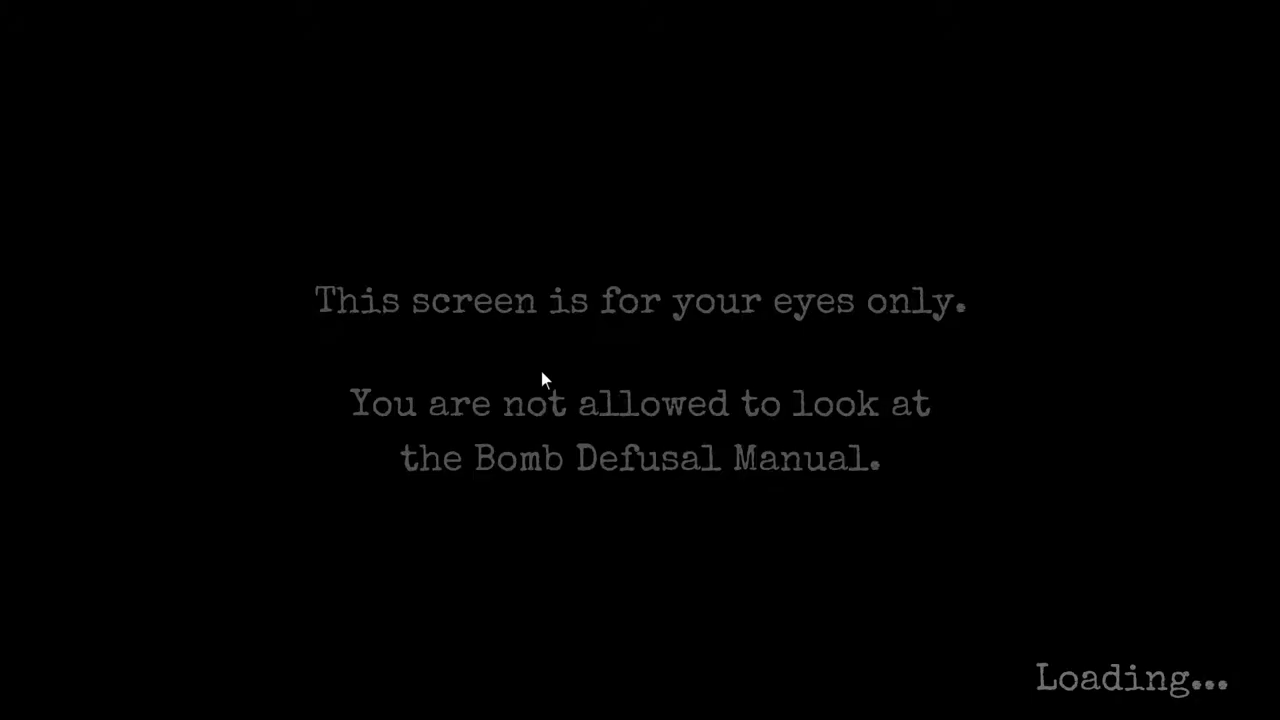 This screen is for your eyes only.
You are not allowed to look at
the Bomb Defusal Manual.
Loading...